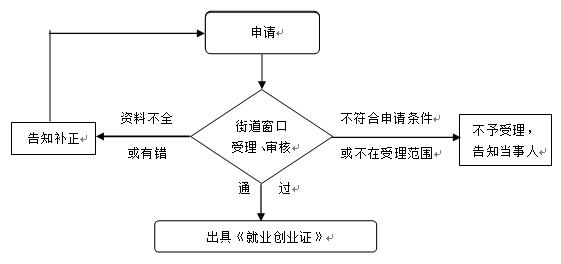 申请
资料不全
街道窗口
不符合申请条件
不予受理，
告知补正
受理、审核
告知当事人
或有错
或不在受理范围
通 过
出具《就业创业证》